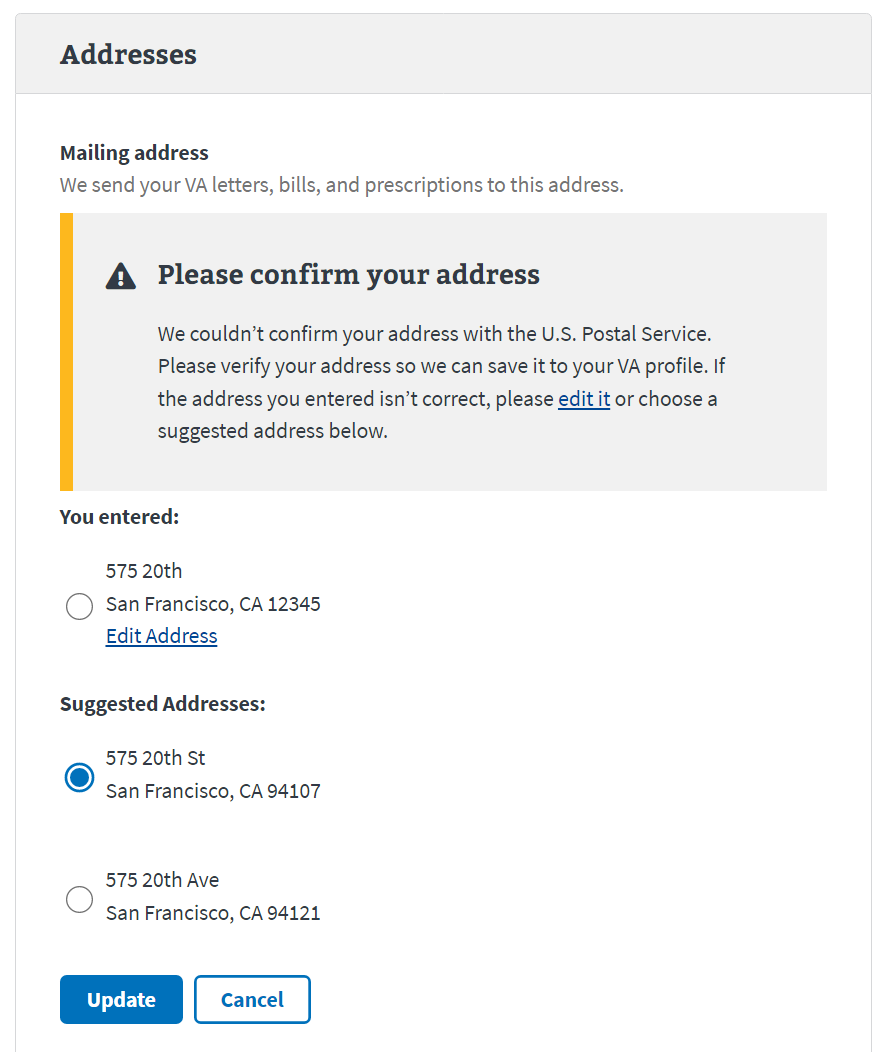 Addresses
Mailing address
We send your VA letters, bills, and prescriptions to this address.
Please confirm your address
We couldn’t confirm your address with the U.S. Postal Service.
Please verify your address so we can save it to your VA profile. If
the address you entered isn’t correct, please edit it or choose a
suggested address below.
You entered:
575 20th
San Francisco, CA 12345
Edit Address
Suggested Addresses:
575 20th St
San Francisco, CA 94107
575 20th Ave
San Francisco, CA 94121
Update Cancel